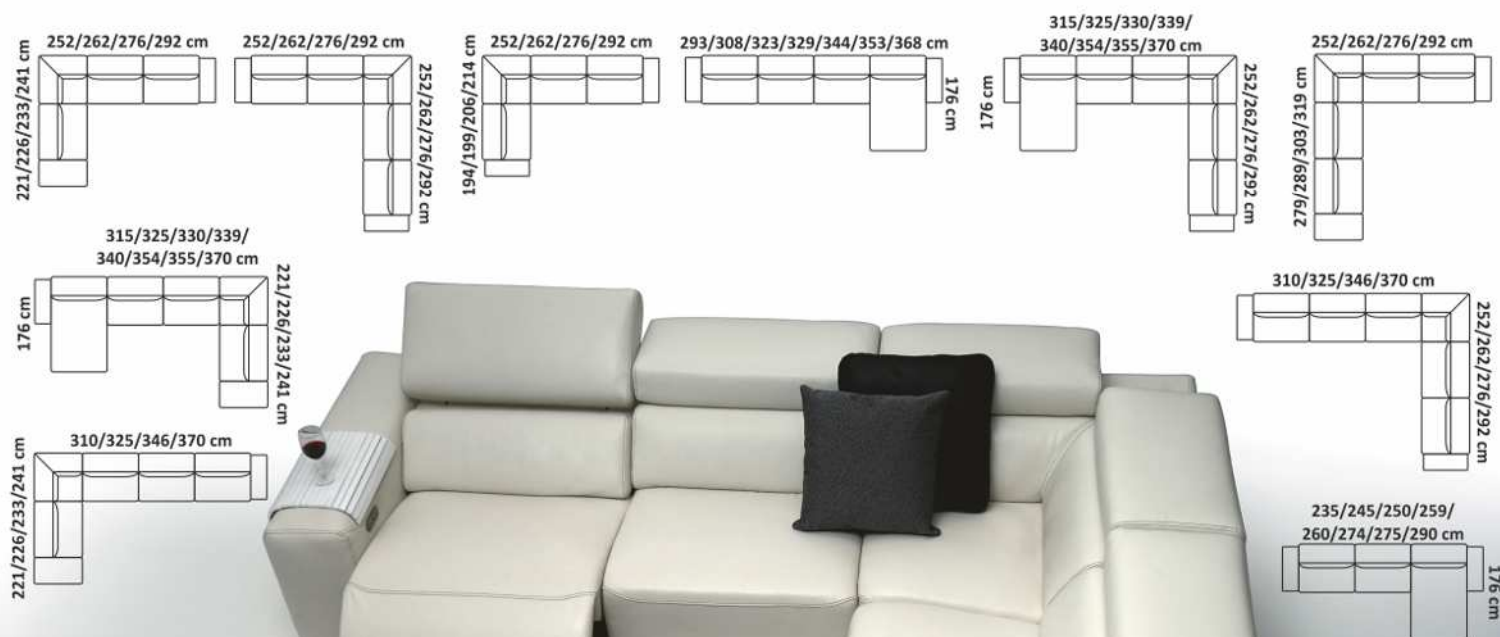 252/262/276/292 cm
221/226/233/241 cm
252/262/276/292 cm
252/262/276/292 cm
252/262/276/292 cm
194/199/206/214 cm
293/308/323/329/344/353/368 cm
176 cm
315/325/330/339/
340/354/355/370 cm
176 cm
252/262/276/292 cm
252/262/276/292 cm
279/289/303/319 cm
315/325/330/339/
340/354/355/370 cm
176 cm
221/226/233/241 cm
310/325/346/370 cm
252/262/276/292 cm
310/325/346/370 cm
221/226/233/241 cm
235/245/250/259/
260/274/275/290 cm
176 cm